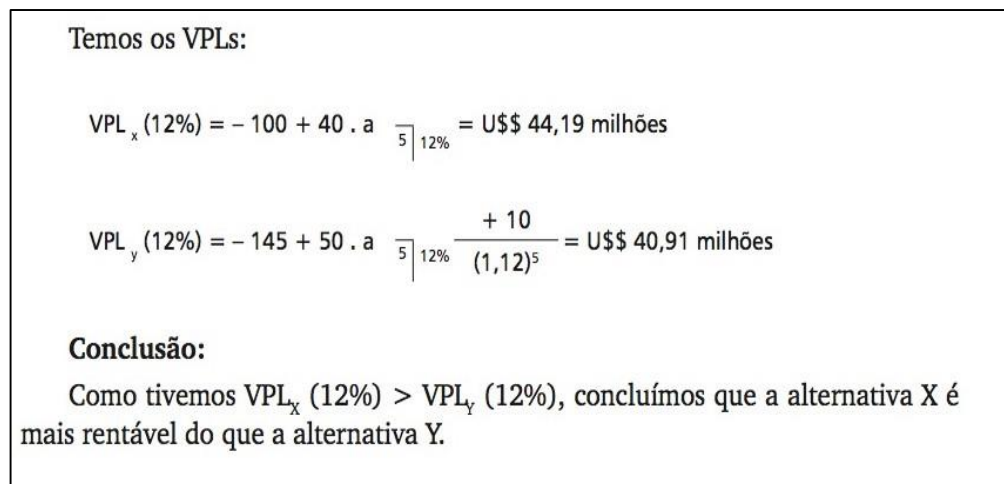 Temos os VPLs:
VPL x (12%) = – 100 + 40 . a 5 12% = U$$ 44,19 milhões
VPL y (12%) = – 145 + 50 . a 5 12% + 10 / (1,12)⁵ = U$$ 40,91 milhões
Conclusão:
Como tivemos VPLX (12%) > VPLY (12%), concluímos que a alternativa X é
mais rentável do que a alternativa Y.